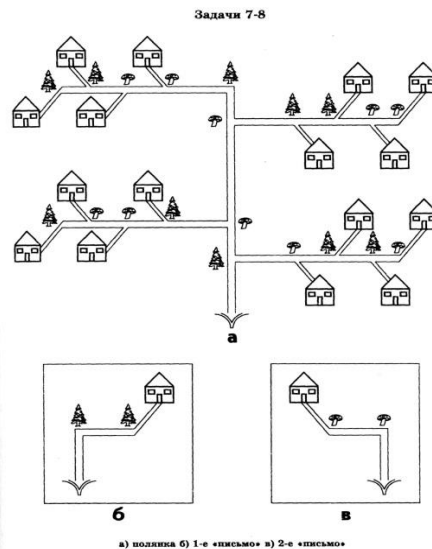 Задачи 7-8
а
б
в
а) полянка б) 1-е «письмо» в) 2-е «письмо»